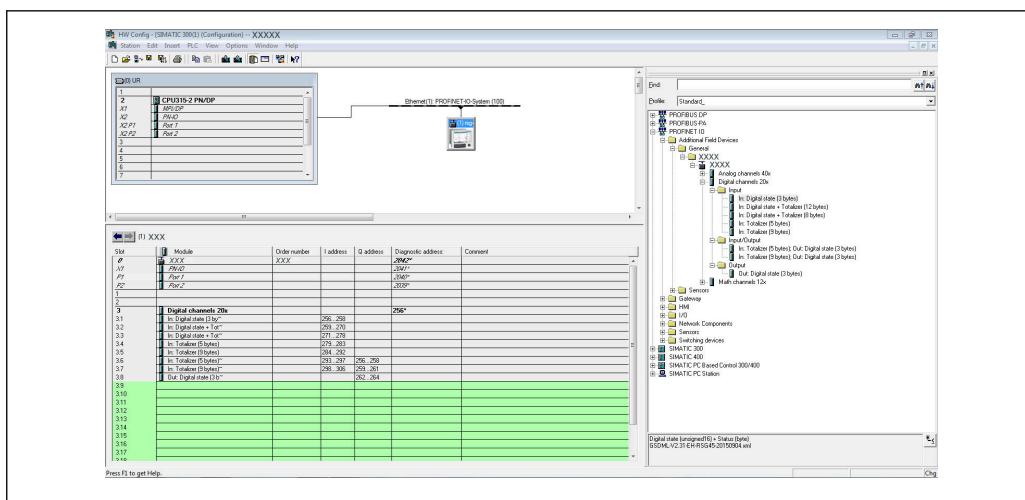 HW Config - [SIMATIC 300(1) (Configuration) -- XXXXX
Station Edit Insert PLC View Options Window Help
(0) UR
1
2 CPU315-2 PN/DP
X1 MPI/DP
X2 PN-IO
X2 P1 Port 1
X2 P2 Port 2
3
4
5
6
7
Ethernet(1): PROFINET-IO-System (100)
Find:
Profile: Standard_
PROFIBUS DP
PROFIBUS-PA
PROFINET IO
Additional Field Devices
General
XXXX
XXXX
Analog channels 40x
Digital channels 20x
Input
In: Digital state (3 bytes)
In: Digital state + Totalizer (12 bytes)
In: Digital state + Totalizer (8 bytes)
In: Totalizer (5 bytes)
In: Totalizer (9 bytes)
Input/Output
In: Totalizer (5 bytes); Out: Digital state (3 bytes)
In: Totalizer (9 bytes); Out: Digital state (3 bytes)
Output
Out: Digital state (3 bytes)
Math channels 12x
Sensors
Gateway
HMI
I/O
Network Components
Sensors
Switching devices
SIMATIC 300
SIMATIC 400
SIMATIC PC Based Control 300/400
SIMATIC PC Station
(1) XXX
Slot Module Order number I address Q address Diagnostic address: Comment
0 XXX XXX 2042*
X1 PN-IO 2041*
P1 Port 1 2040*
P2 Port 2 2039*
1
2
3 Digital channels 20x 256*
3.1 In: Digital state (3 by~ 256...258
3.2 In: Digital state + Tot~ 259...270
3.3 In: Digital state + Tot~ 271...278
3.4 In: Totalizer (5 bytes) 279...283
3.5 In: Totalizer (9 bytes) 284...292
3.6 In: Totalizer (5 bytes)~ 293...297 256...258
3.7 In: Totalizer (9 bytes)~ 298...306 259...261
3.8 Out: Digital state (3 b~ 262...264
3.9
3.10
3.11
3.12
3.13
3.14
3.15
3.16
3.17
3.18
Digital state (unsigned16) + Status (byte)
GSDML-V2.31-EH-RSG45-20150904.xml
Press F1 to get Help.
Chg